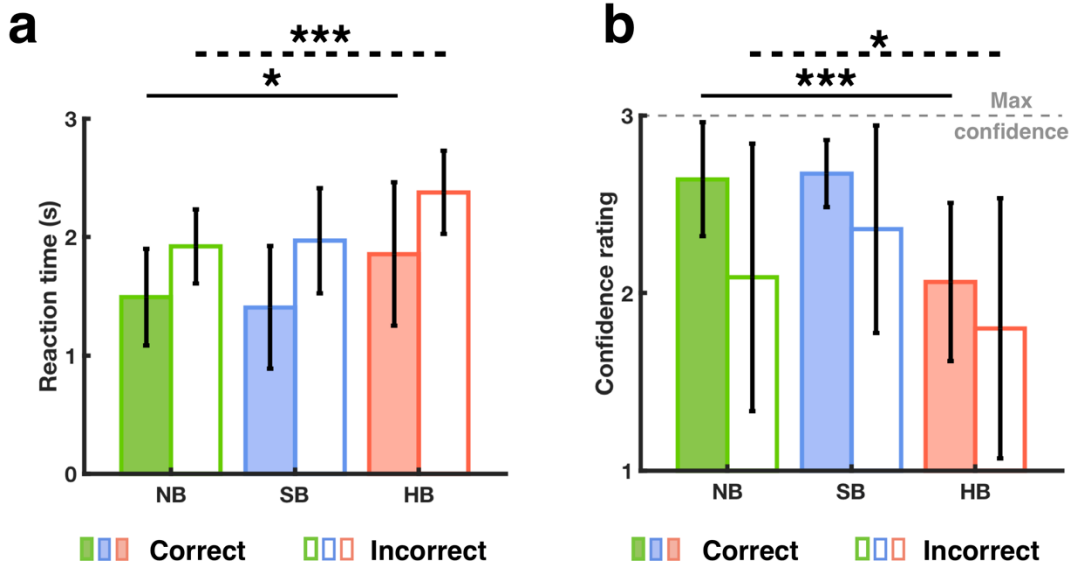 a
***
*
3
2
1
0
Reaction time (s)
NB SB HB
Correct Incorrect
b
*
***
Max
confidence
3
2
1
Confidence rating
NB SB HB
Correct Incorrect